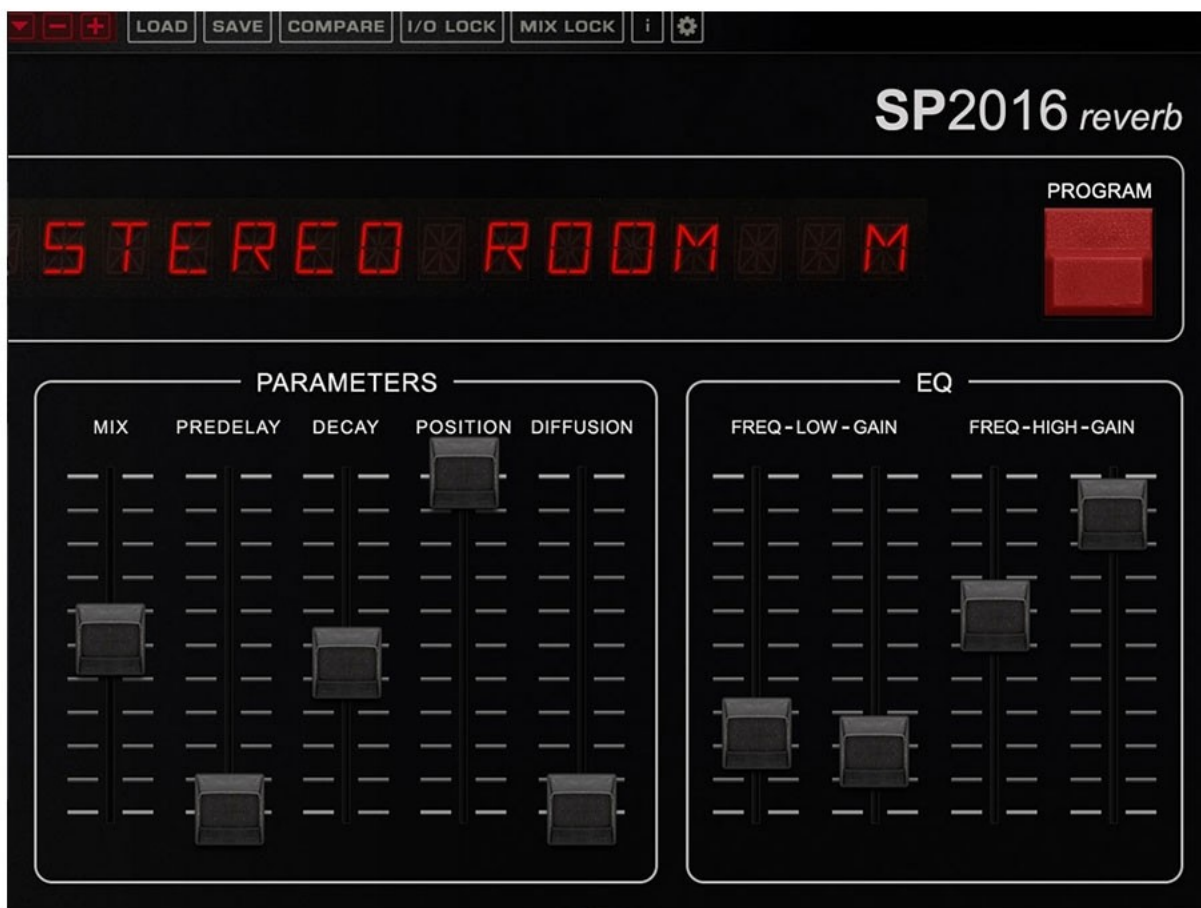 LOAD SAVE COMPARE I/O LOCK MIX LOCK i
SP2016 reverb
STEREO ROOM M
PROGRAM
PARAMETERS
MIX PREDELAY DECAY POSITION DIFFUSION
EQ
FREQ-LOW-GAIN FREQ-HIGH-GAIN